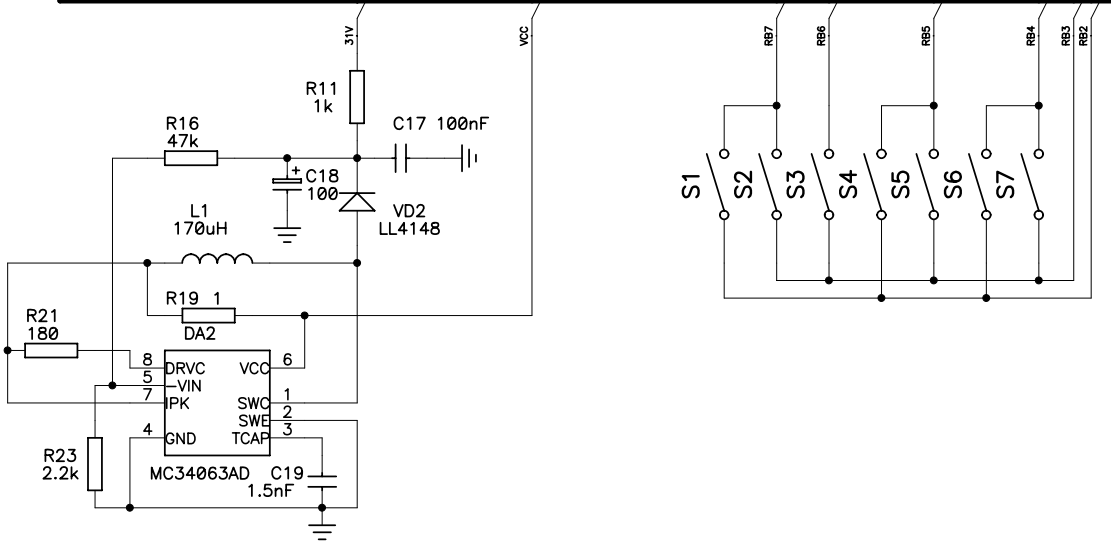 31V
VCC
RB7
RB6
RB5
RB4
RB3
RB2
R11
1k
R16
47k
C17 100nF
+
C18
100
L1
170uH
VD2
LL4148
S1
S2
S3
S4
S5
S6
S7
R19 1
DA2
R21
180
8 DRVC
5 –VIN
7 IPK
4 GND
VCC 6
SWC 1
SWE 2
TCAP 3
R23
2.2k
MC34063AD
C19
1.5nF